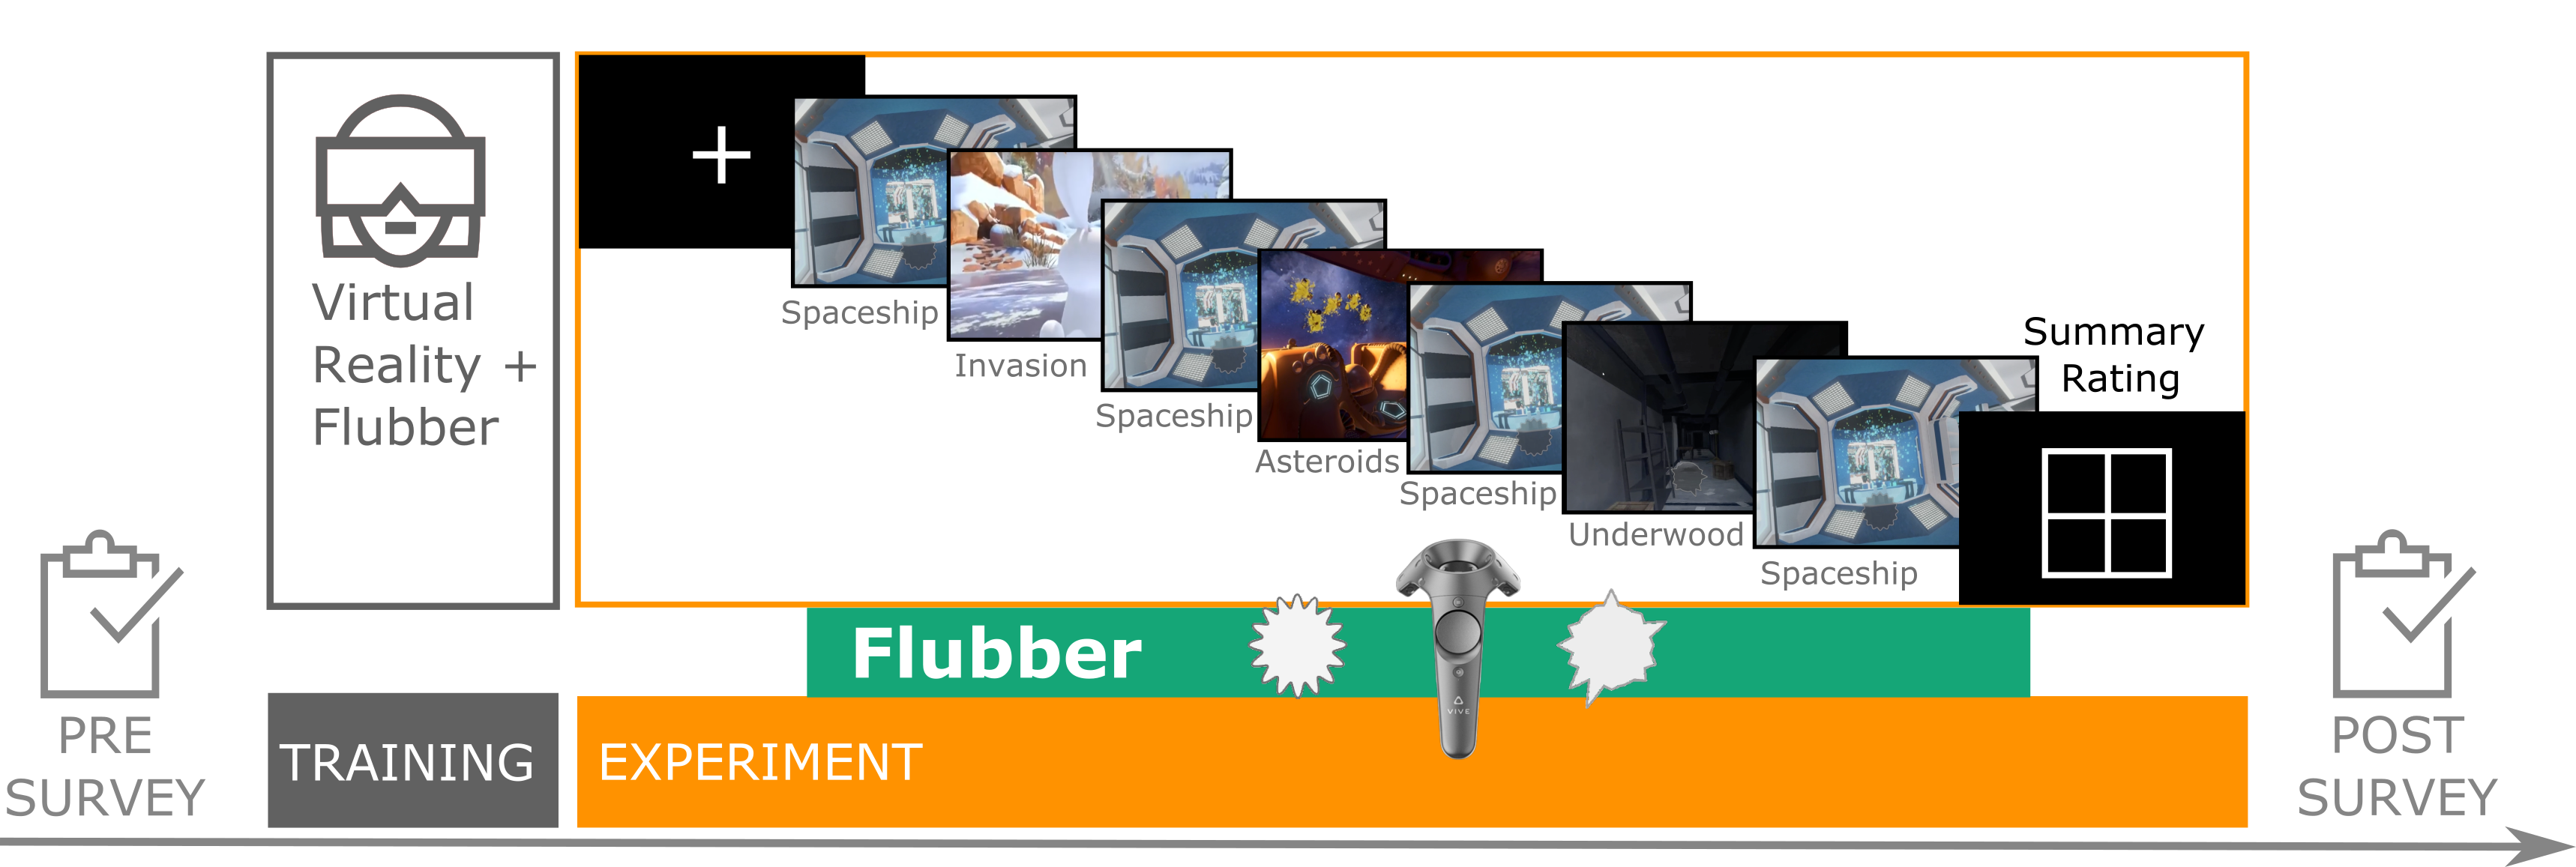 Virtual
Reality +
Flubber
+
Spaceship
Invasion
Spaceship
Asteroids
Spaceship
Underwood
Spaceship
Summary
Rating
Flubber
VIVE
PRE
SURVEY
TRAINING
EXPERIMENT
POST
SURVEY